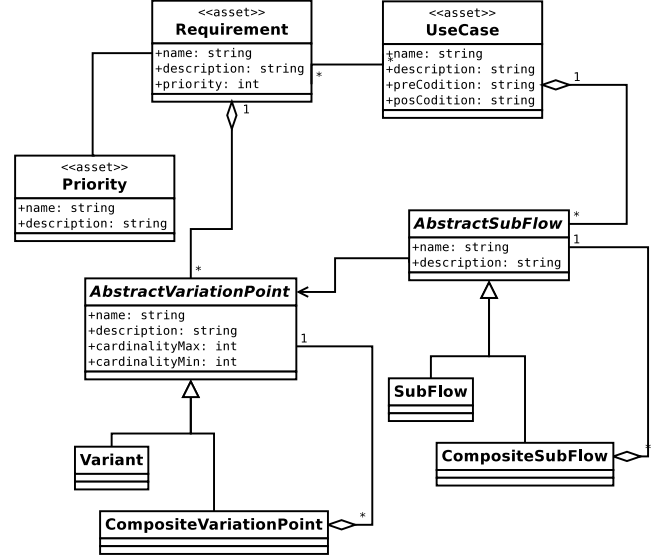 <<asset>>
Requirement
+name: string
+description: string
+priority: int
*
1
<<asset>>
UseCase
+name: string
*
+description: string
+preCodition: string
+posCodition: string
1
<<asset>>
Priority
+name: string
+description: string
*
AbstractSubFlow
+name: string
+description: string
1
*
AbstractVariationPoint
+name: string
+description: string
+cardinalityMax: int
+cardinalityMin: int
1
SubFlow
Variant
CompositeSubFlow
*
CompositeVariationPoint
*